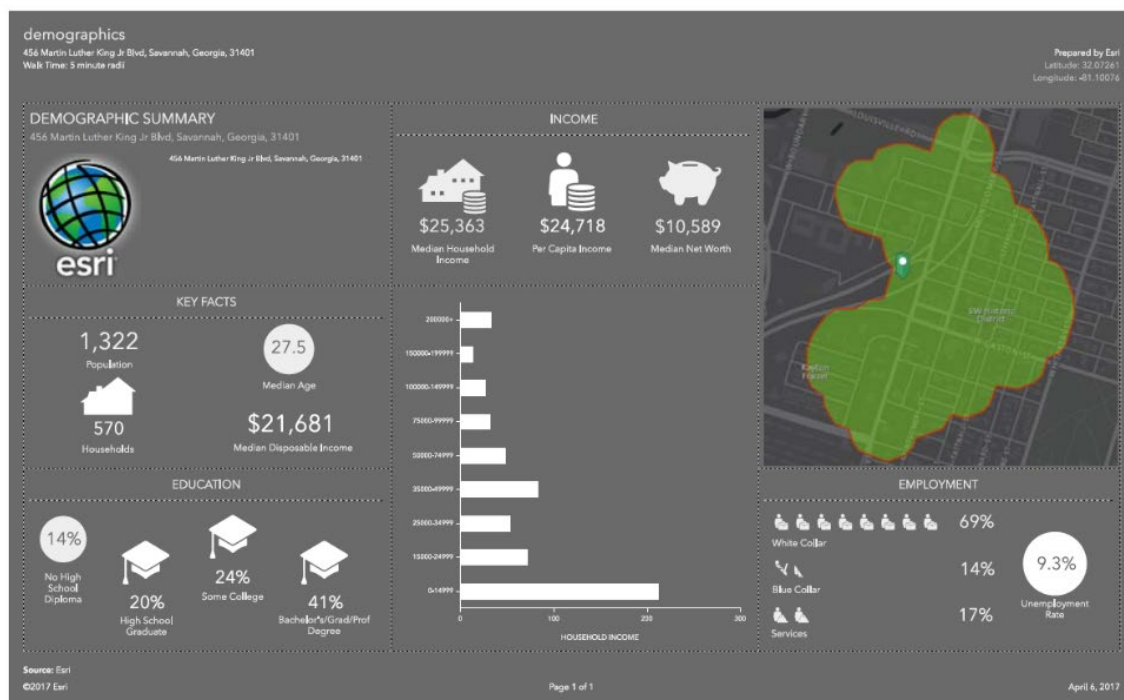 demographics
456 Martin Luther King Jr Blvd, Savannah, Georgia, 31401
Walk Time: 5 minute radii
Prepared by Esri
Latitude: 32.07261
Longitude: -81.10076
DEMOGRAPHIC SUMMARY
456 Martin Luther King Jr Blvd, Savannah, Georgia, 31401
456 Martin Luther King Jr Blvd, Savannah, Georgia, 31401
esri
KEY FACTS
1,322
Population
27.5
Median Age
570
Households
$21,681
Median Disposable Income
EDUCATION
14%
No High
School
Diploma
20%
High School
Graduate
24%
Some College
41%
Bachelor's/Grad/Prof
Degree
INCOME
$25,363
Median Household
Income
$24,718
Per Capita Income
$10,589
Median Net Worth
200000+
150000-199999
100000-149999
75000-99999
50000-74999
35000-49999
25000-34999
15000-24999
0-14999
0
100
200
300
HOUSEHOLD INCOME
LOUISVILLE RD
SW Historic
District
Kayton
Frazier
EMPLOYMENT
69%
White Collar
14%
Blue Collar
17%
Services
9.3%
Unemployment
Rate
Source: Esri
©2017 Esri
Page 1 of 1
April 6, 2017